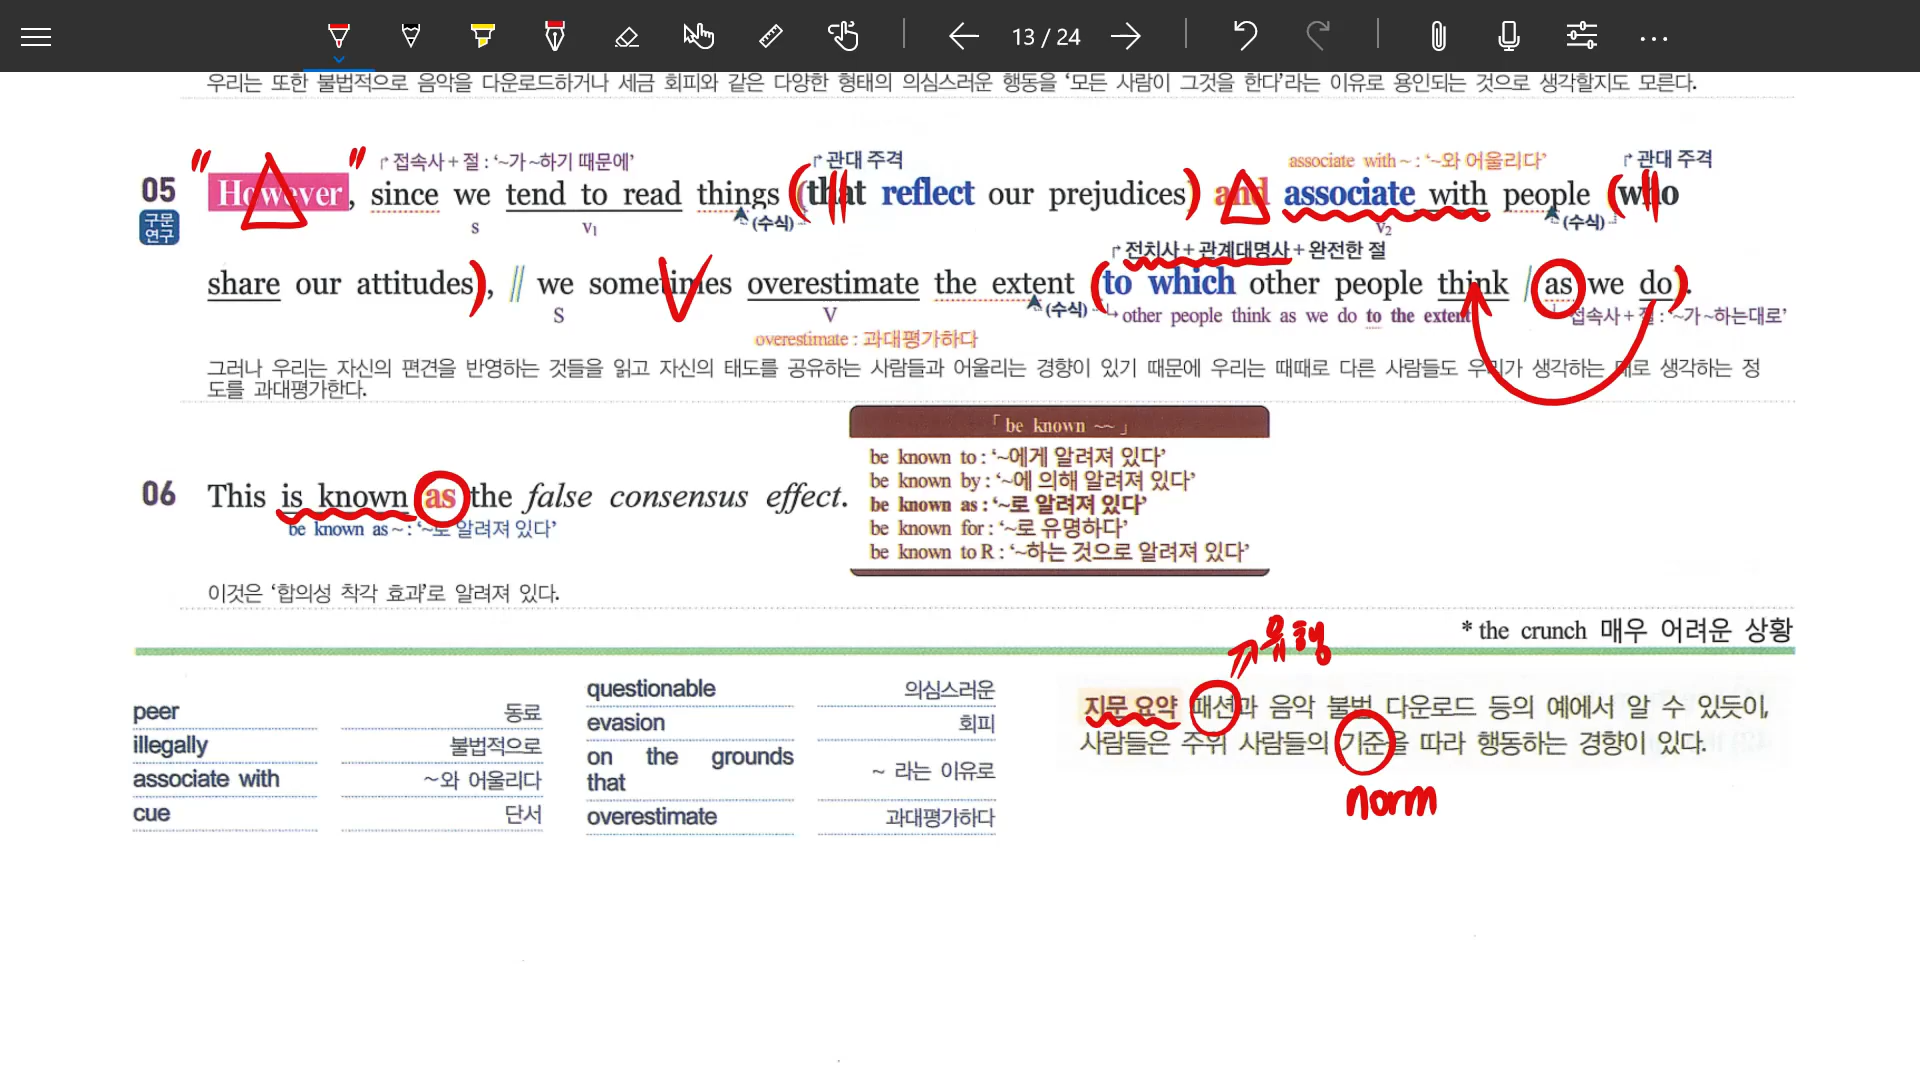 13 / 24
우리는 또한 불법적으로 음악을 다운로드하거나 세금 회피와 같은 다양한 형태의 의심스러운 행동을 ‘모든 사람이 그것을 한다’라는 이유로 용인되는 것으로 생각할지도 모른다.
접속사 + 절 : ‘~가 ~하기 때문에’ 관대 주격 associate with ~ : ‘~와 어울리다’ 관대 주격
05 However, since we tend to read things (that reflect our prejudices) and associate with people (who
구문 연구 s v₁ (수식) v₂ (수식)
전치사 + 관계대명사 + 완전한 절
share our attitudes), // we sometimes overestimate the extent (to which other people think / as we do).
S V (수식) other people think as we do to the extent 접속사 + 절 : ‘~가 ~하는대로’
overestimate : 과대평가하다
그러나 우리는 자신의 편견을 반영하는 것들을 읽고 자신의 태도를 공유하는 사람들과 어울리는 경향이 있기 때문에 우리는 때때로 다른 사람들도 우리가 생각하는 대로 생각하는 정
도를 과대평가한다.
「 be known ~~ 」
be known to : ‘~에게 알려져 있다’
be known by : ‘~에 의해 알려져 있다’
be known as : ‘~로 알려져 있다’
be known for : ‘~로 유명하다’
be known to R : ‘~하는 것으로 알려져 있다’
06 This is known as the false consensus effect.
be known as ~ : ‘~로 알려져 있다’
이것은 ‘합의성 착각 효과’로 알려져 있다.
* the crunch 매우 어려운 상황
유행
peer 동료
illegally 불법적으로
associate with ~와 어울리다
cue 단서
questionable 의심스러운
evasion 회피
on the grounds that ~ 라는 이유로
overestimate 과대평가하다
지문 요약 패션과 음악 불법 다운로드 등의 예에서 알 수 있듯이,
사람들은 주위 사람들의 기준을 따라 행동하는 경향이 있다.
norm